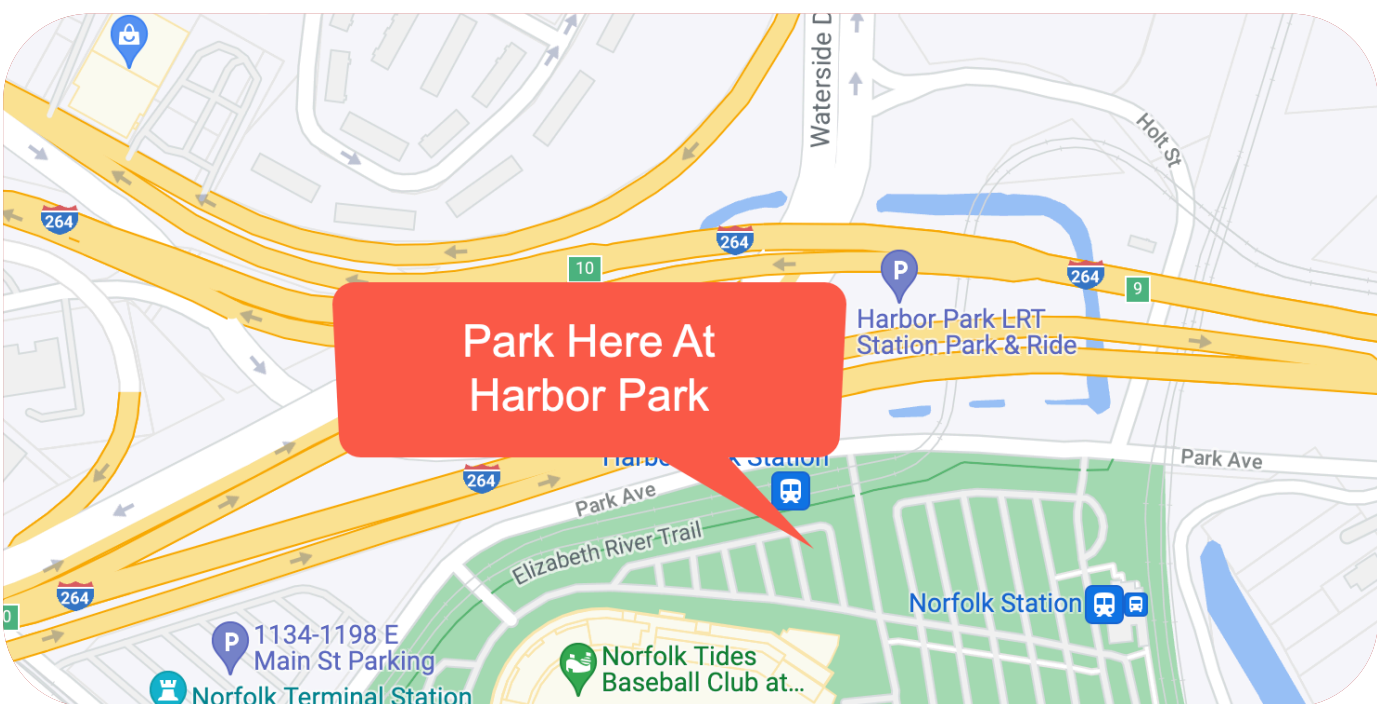 Waterside D
Holt St
264
264
264
10
9
P
Harbor Park LRT
Station Park & Ride
Park Here At
Harbor Park
Station
264
Park Ave
Park Ave
Elizabeth River Trail
264
Norfolk Station
0
P
1134-1198 E
Main St Parking
Norfolk Tides
Baseball Club at...
Norfolk Terminal Station